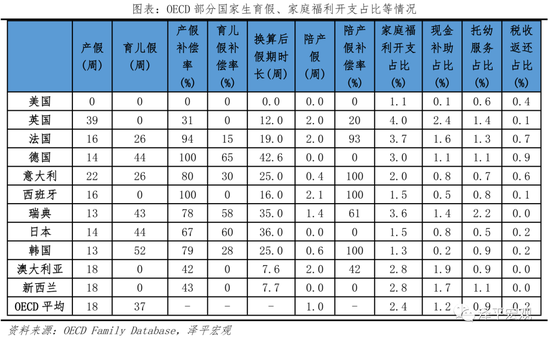 图表：OECD 部分国家生育假、家庭福利开支占比等情况
产假（周） 育儿假（周） 产假补偿率（%） 育儿假补偿率（%） 换算后假期时长（周） 陪产假（周） 陪产假补偿率（%） 家庭福利开支占比（%） 现金补助占比（%） 托幼服务占比（%） 税收返还占比（%）
美国 0 0 0 0 0.0 0.0 0 1.1 0.1 0.6 0.4
英国 39 0 31 0 12.0 2.0 20 4.0 2.4 1.4 0.1
法国 16 26 94 15 19.0 2.0 93 3.7 1.6 1.3 0.7
德国 14 44 100 65 42.6 0.0 0 3.0 1.1 1.1 0.9
意大利 22 26 80 30 25.0 0.4 100 2.0 0.8 0.7 0.6
西班牙 16 0 100 0 16.0 2.1 100 1.5 0.5 0.8 0.1
瑞典 13 43 78 58 35.0 1.4 61 3.6 1.4 2.2 0.0
日本 14 44 67 60 36.0 0.0 0 1.5 0.8 0.5 0.2
韩国 13 52 79 28 25.0 0.6 100 1.3 0.2 0.9 0.2
澳大利亚 18 0 42 0 7.6 2.0 42 2.8 1.9 0.9 0.0
新西兰 18 0 43 0 7.7 0.0 0 2.8 1.7 1.1 0.0
OECD 平均 18 37 - - - 1.0 - 2.4 1.2 0.9 0.2
泽平宏观
资料来源：OECD Family Database，泽平宏观